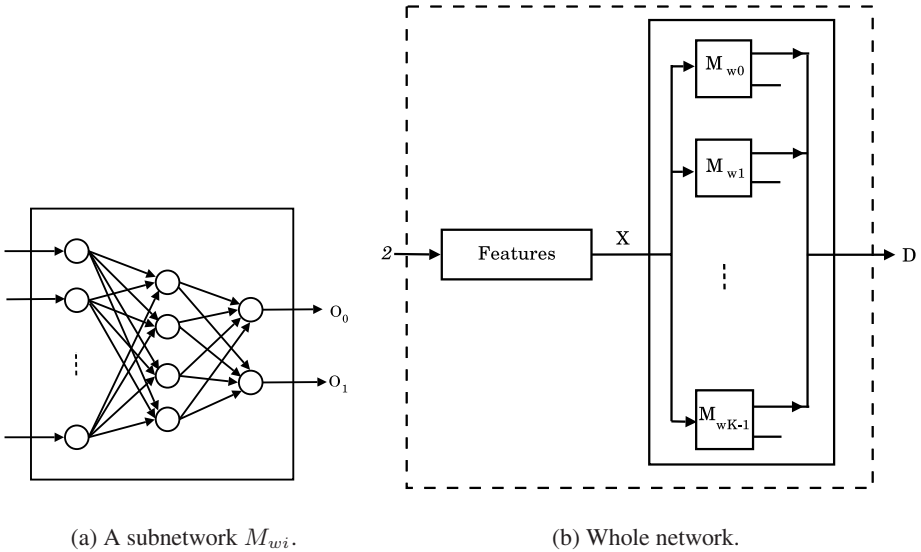 O0
O1
2
Features
X
Mw0
Mw1
MwK-1
D
(a) A subnetwork Mwi.
(b) Whole network.